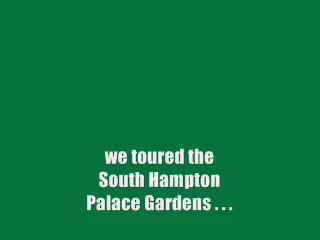 we toured the
South Hampton
Palace Gardens . . .